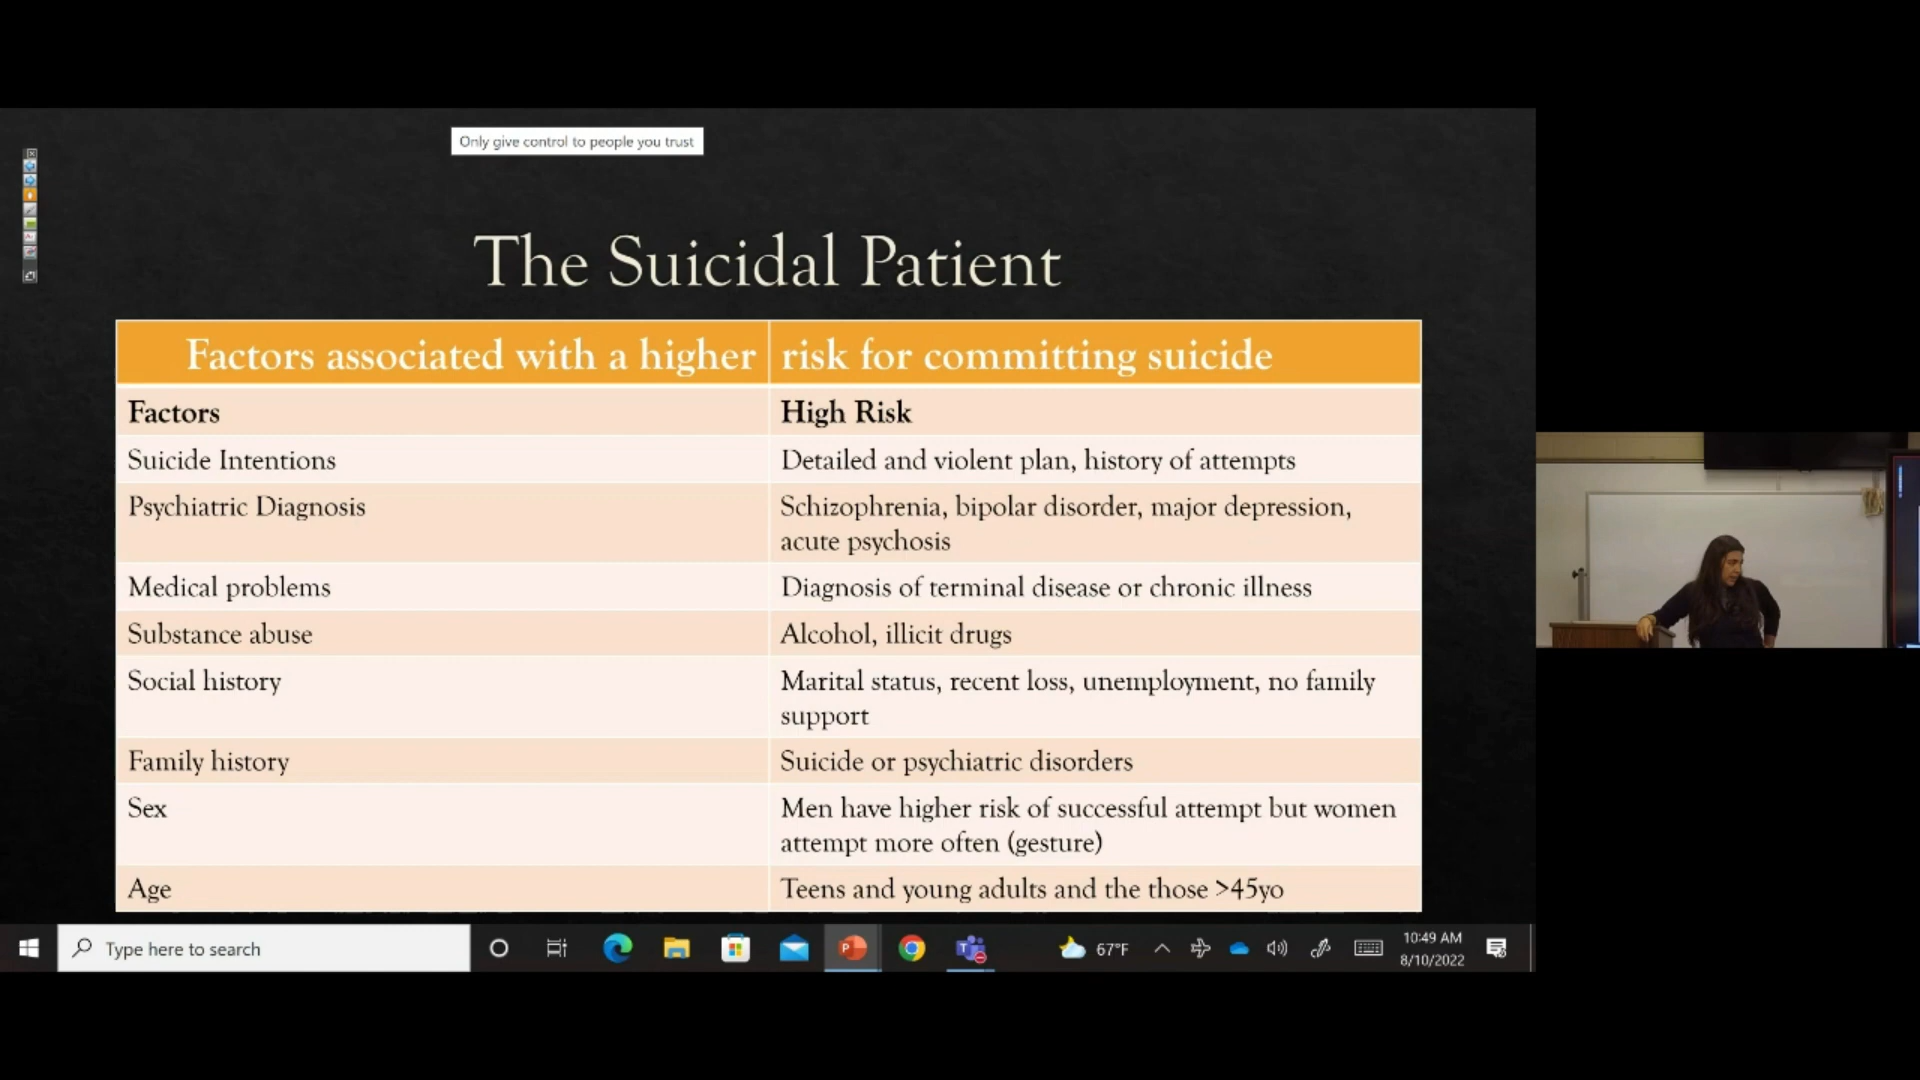 Only give control to people you trust
The Suicidal Patient
Factors associated with a higher risk for committing suicide
Factors High Risk
Suicide Intentions Detailed and violent plan, history of attempts
Psychiatric Diagnosis Schizophrenia, bipolar disorder, major depression,
acute psychosis
Medical problems Diagnosis of terminal disease or chronic illness
Substance abuse Alcohol, illicit drugs
Social history Marital status, recent loss, unemployment, no family
support
Family history Suicide or psychiatric disorders
Sex Men have higher risk of successful attempt but women
attempt more often (gesture)
Age Teens and young adults and the those >45yo
Type here to search
67°F
10:49 AM
8/10/2022